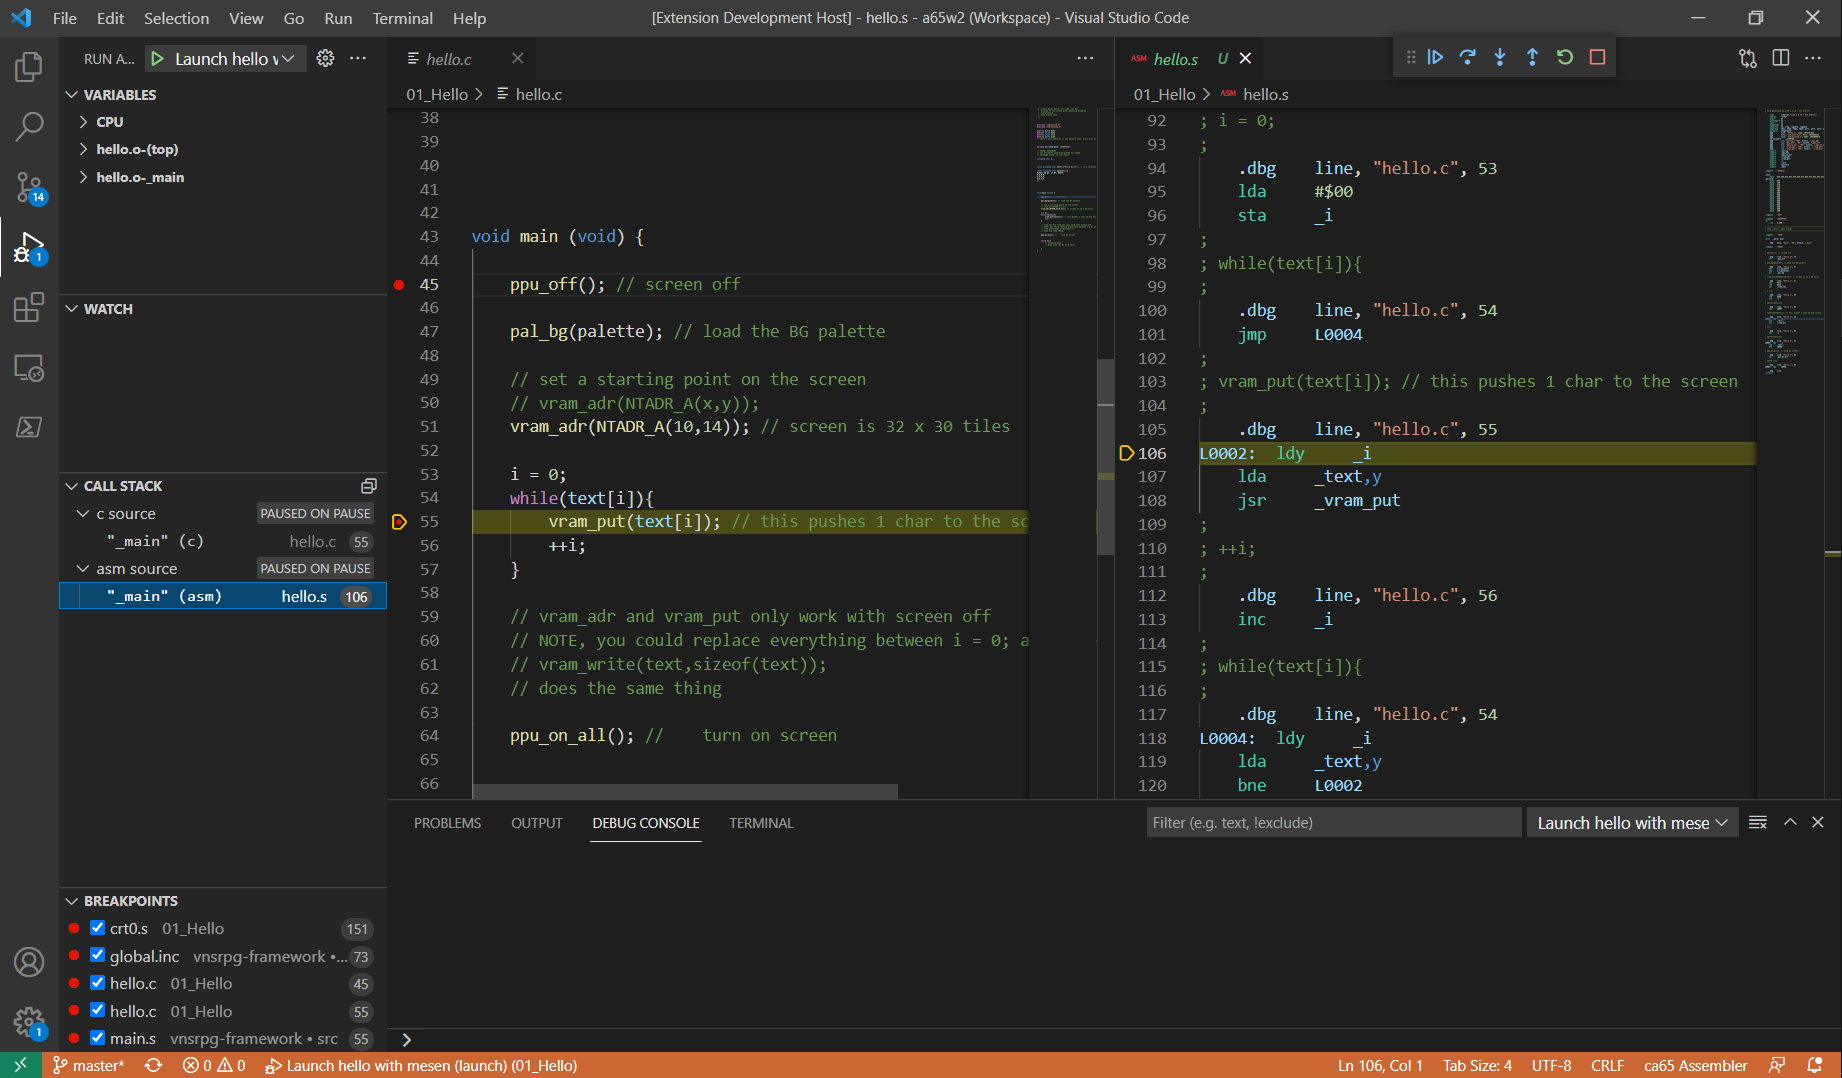 File Edit Selection View Go Run Terminal Help
[Extension Development Host] - hello.s - a65w2 (Workspace) - Visual Studio Code
RUN A... Launch hello
VARIABLES
CPU
hello.o-(top)
hello.o-_main
WATCH
CALL STACK
c source PAUSED ON PAUSE
"_main" (c) hello.c 55
asm source PAUSED ON PAUSE
"_main" (asm) hello.s 106
BREAKPOINTS
crt0.s 01_Hello 151
global.inc vnsrpg-framework •... 73
hello.c 01_Hello 45
hello.c 01_Hello 55
main.s vnsrpg-framework • src 55
14
1
1
hello.c
01_Hello > hello.c
38
39
40
41
42
43 void main (void) {
44
45 ppu_off(); // screen off
46
47 pal_bg(palette); // load the BG palette
48
49 // set a starting point on the screen
50 // vram_adr(NTADR_A(x,y));
51 vram_adr(NTADR_A(10,14)); // screen is 32 x 30 tiles
52
53 i = 0;
54 while(text[i]){
55 vram_put(text[i]); // this pushes 1 char to the sc
56 ++i;
57 }
58
59 // vram_adr and vram_put only work with screen off
60 // NOTE, you could replace everything between i = 0; a
61 // vram_write(text,sizeof(text));
62 // does the same thing
63
64 ppu_on_all(); // turn on screen
65
66
ASM hello.s U
01_Hello > ASM hello.s
92 ; i = 0;
93 ;
94 .dbg line, "hello.c", 53
95 lda #$00
96 sta _i
97 ;
98 ; while(text[i]){
99 ;
100 .dbg line, "hello.c", 54
101 jmp L0004
102 ;
103 ; vram_put(text[i]); // this pushes 1 char to the screen
104 ;
105 .dbg line, "hello.c", 55
106 L0002: ldy _i
107 lda _text,y
108 jsr _vram_put
109 ;
110 ; ++i;
111 ;
112 .dbg line, "hello.c", 56
113 inc _i
114 ;
115 ; while(text[i]){
116 ;
117 .dbg line, "hello.c", 54
118 L0004: ldy _i
119 lda _text,y
120 bne L0002
PROBLEMS OUTPUT DEBUG CONSOLE TERMINAL
Filter (e.g. text, !exclude)
Launch hello with mese
master* 0 0 Launch hello with mesen (launch) (01_Hello)
Ln 106, Col 1 Tab Size: 4 UTF-8 CRLF ca65 Assembler